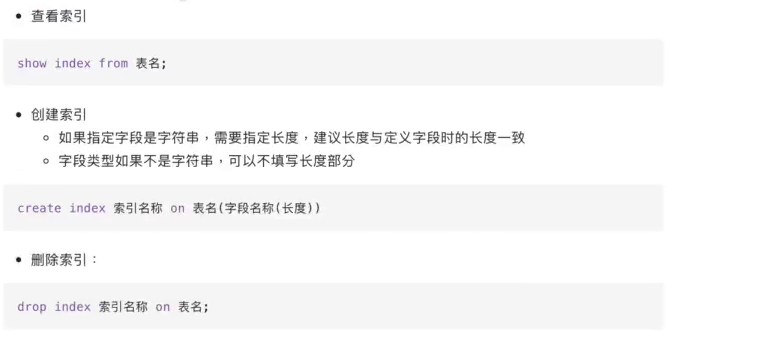 查看索引
show index from 表名;
创建索引
如果指定字段是字符串，需要指定长度，建议长度与定义字段时的长度一致
字段类型如果不是字符串，可以不填写长度部分
create index 索引名称 on 表名(字段名称(长度))
删除索引：
drop index 索引名称 on 表名;